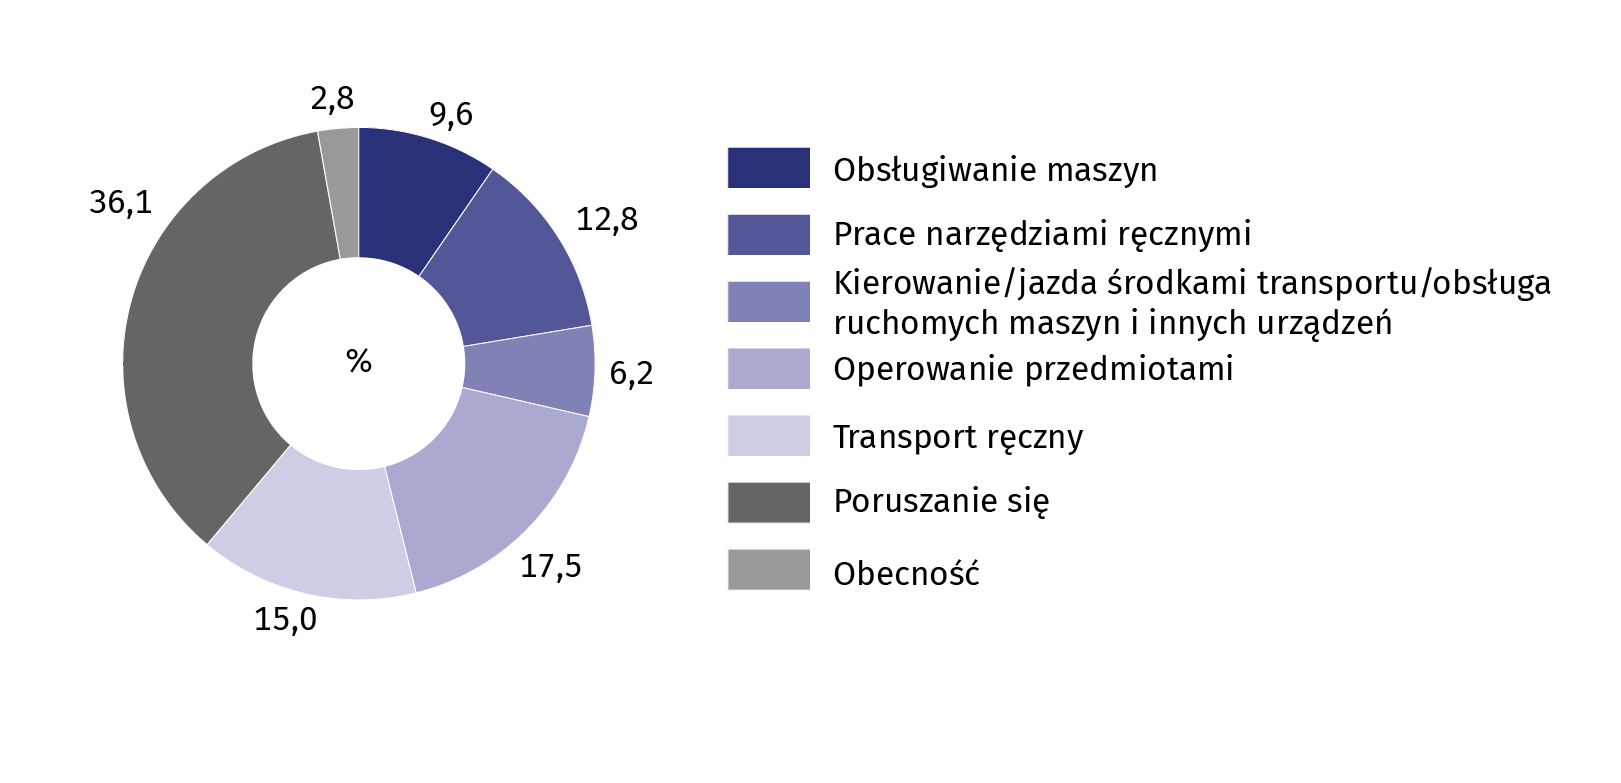 2,8
9,6
36,1
12,8
%
6,2
17,5
15,0
Obsługiwanie maszyn
Prace narzędziami ręcznymi
Kierowanie/jazda środkami transportu/obsługa
ruchomych maszyn i innych urządzeń
Operowanie przedmiotami
Transport ręczny
Poruszanie się
Obecność